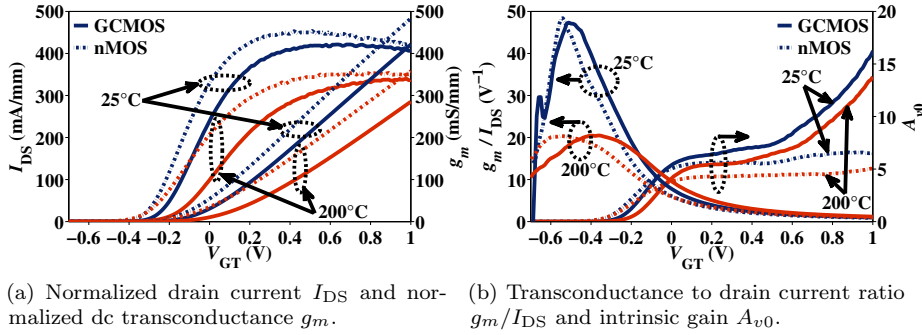 (a)
GCMOS
nMOS
25°C
200°C
I_DS (mA/mm)
500
400
300
200
100
0
g_m (mS/mm)
500
400
300
200
100
0
−0.6 −0.4 −0.2 0 0.2 0.4 0.6 0.8 1
V_GT (V)
(b)
GCMOS
nMOS
25°C
25°C
200°C
200°C
g_m / I_DS (V⁻¹)
50
40
30
20
10
0
A_v0
20
15
10
5
0
−0.6 −0.4 −0.2 0 0.2 0.4 0.6 0.8 1
V_GT (V)
(a) Normalized drain current I_DS and nor-
malized dc transconductance g_m.
(b) Transconductance to drain current ratio
g_m/I_DS and intrinsic gain A_v0.